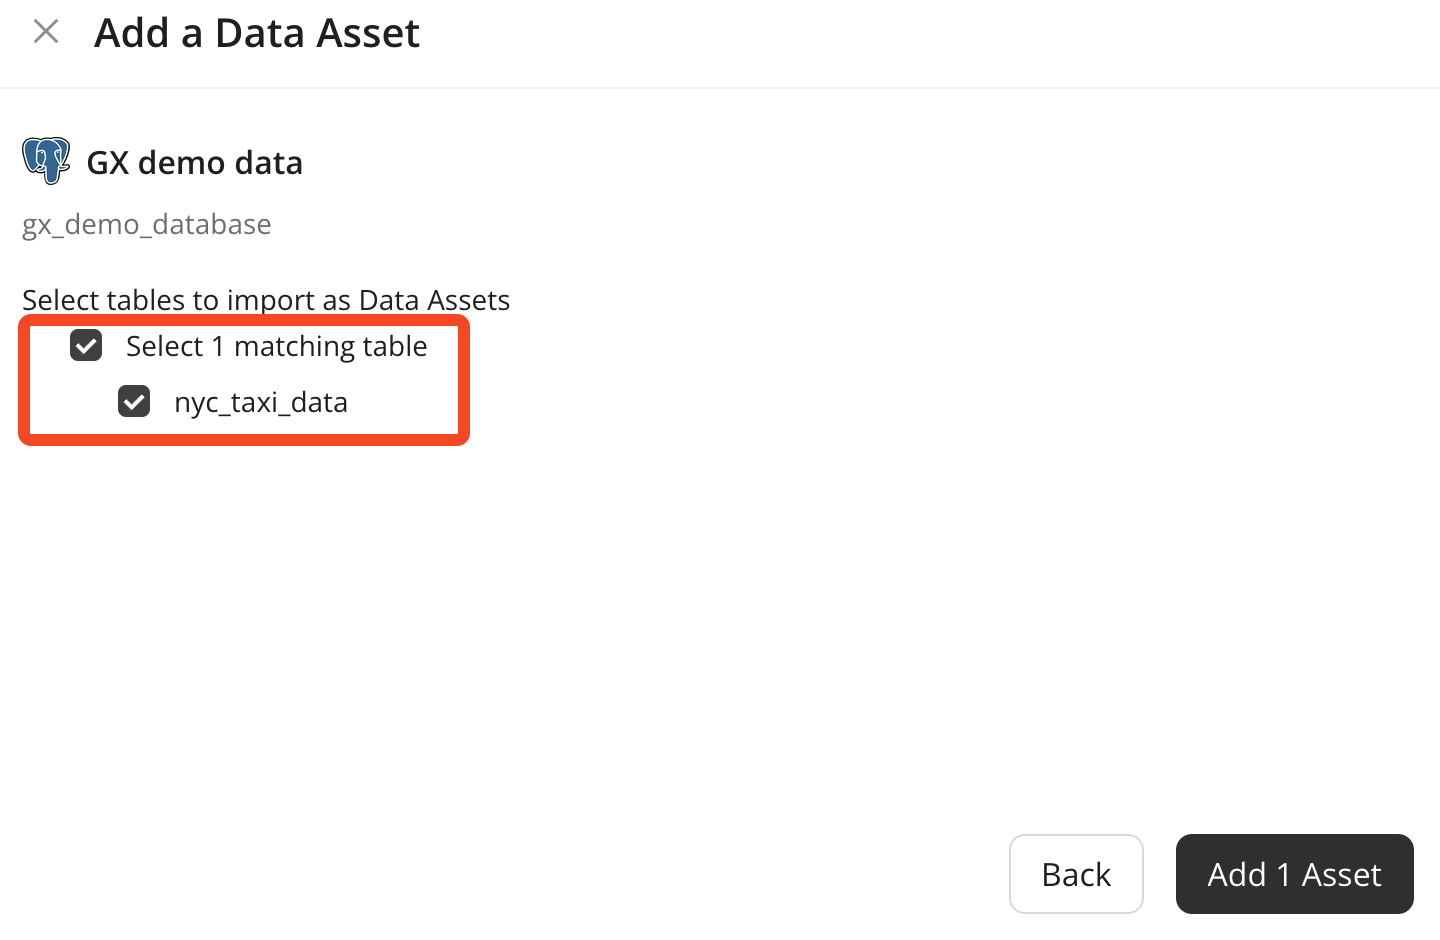 Add a Data Asset
GX demo data
gx_demo_database
Select tables to import as Data Assets
Select 1 matching table
nyc_taxi_data
Back
Add 1 Asset